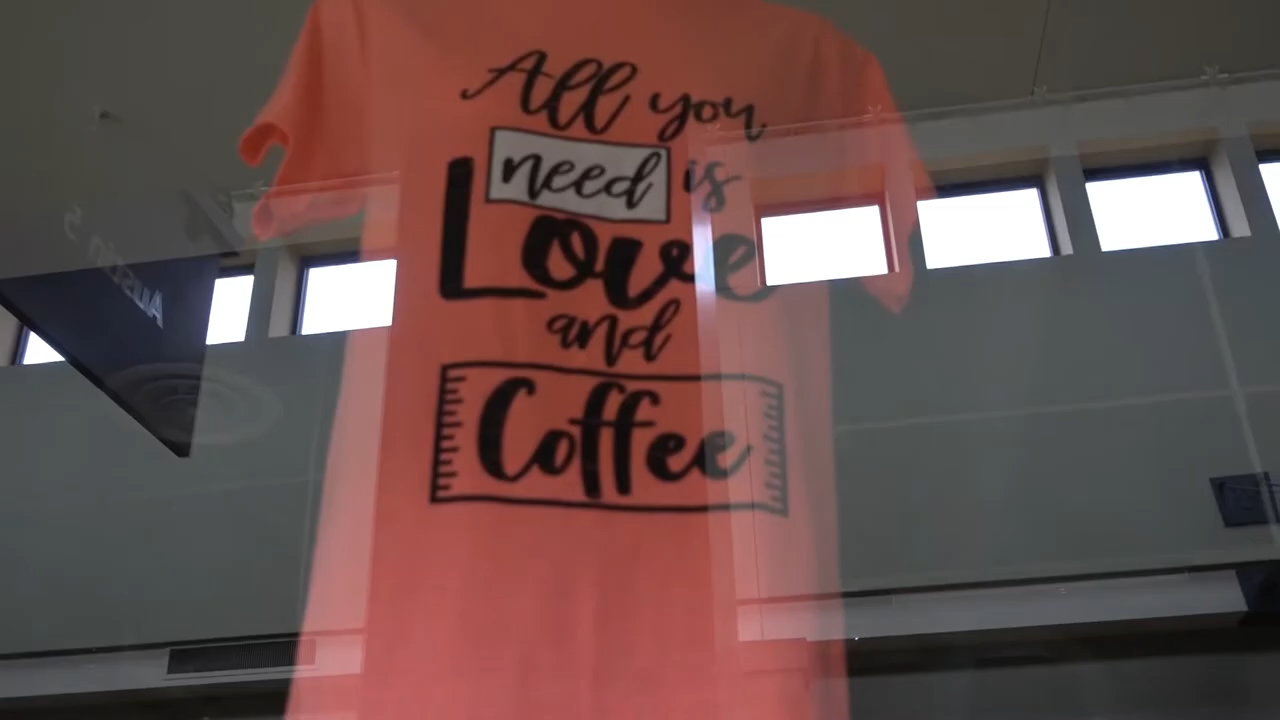 All you
need is
Love
and
Coffee